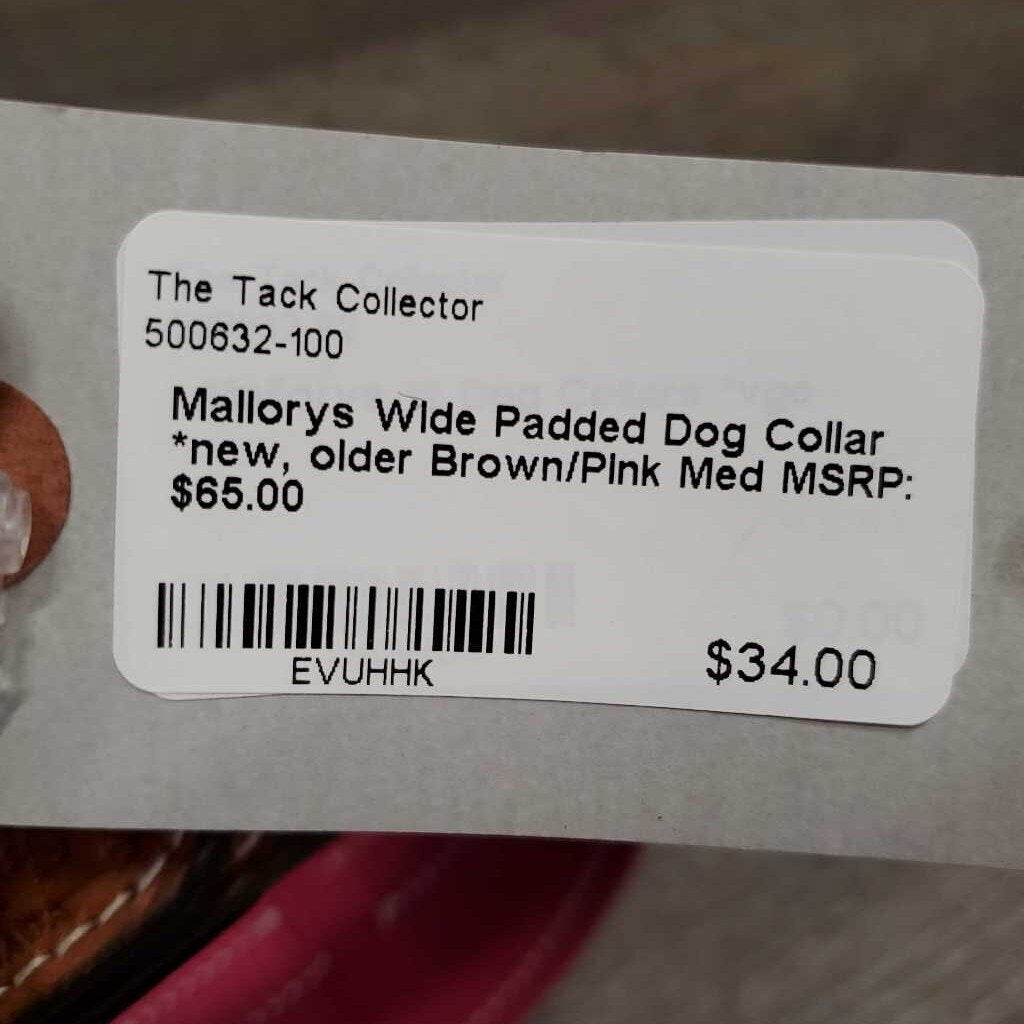 The Tack Collector
500632-100
Mallorys Wide Padded Dog Collar
*new, older Brown/Pink Med MSRP:
$65.00
EVUHHK
$34.00